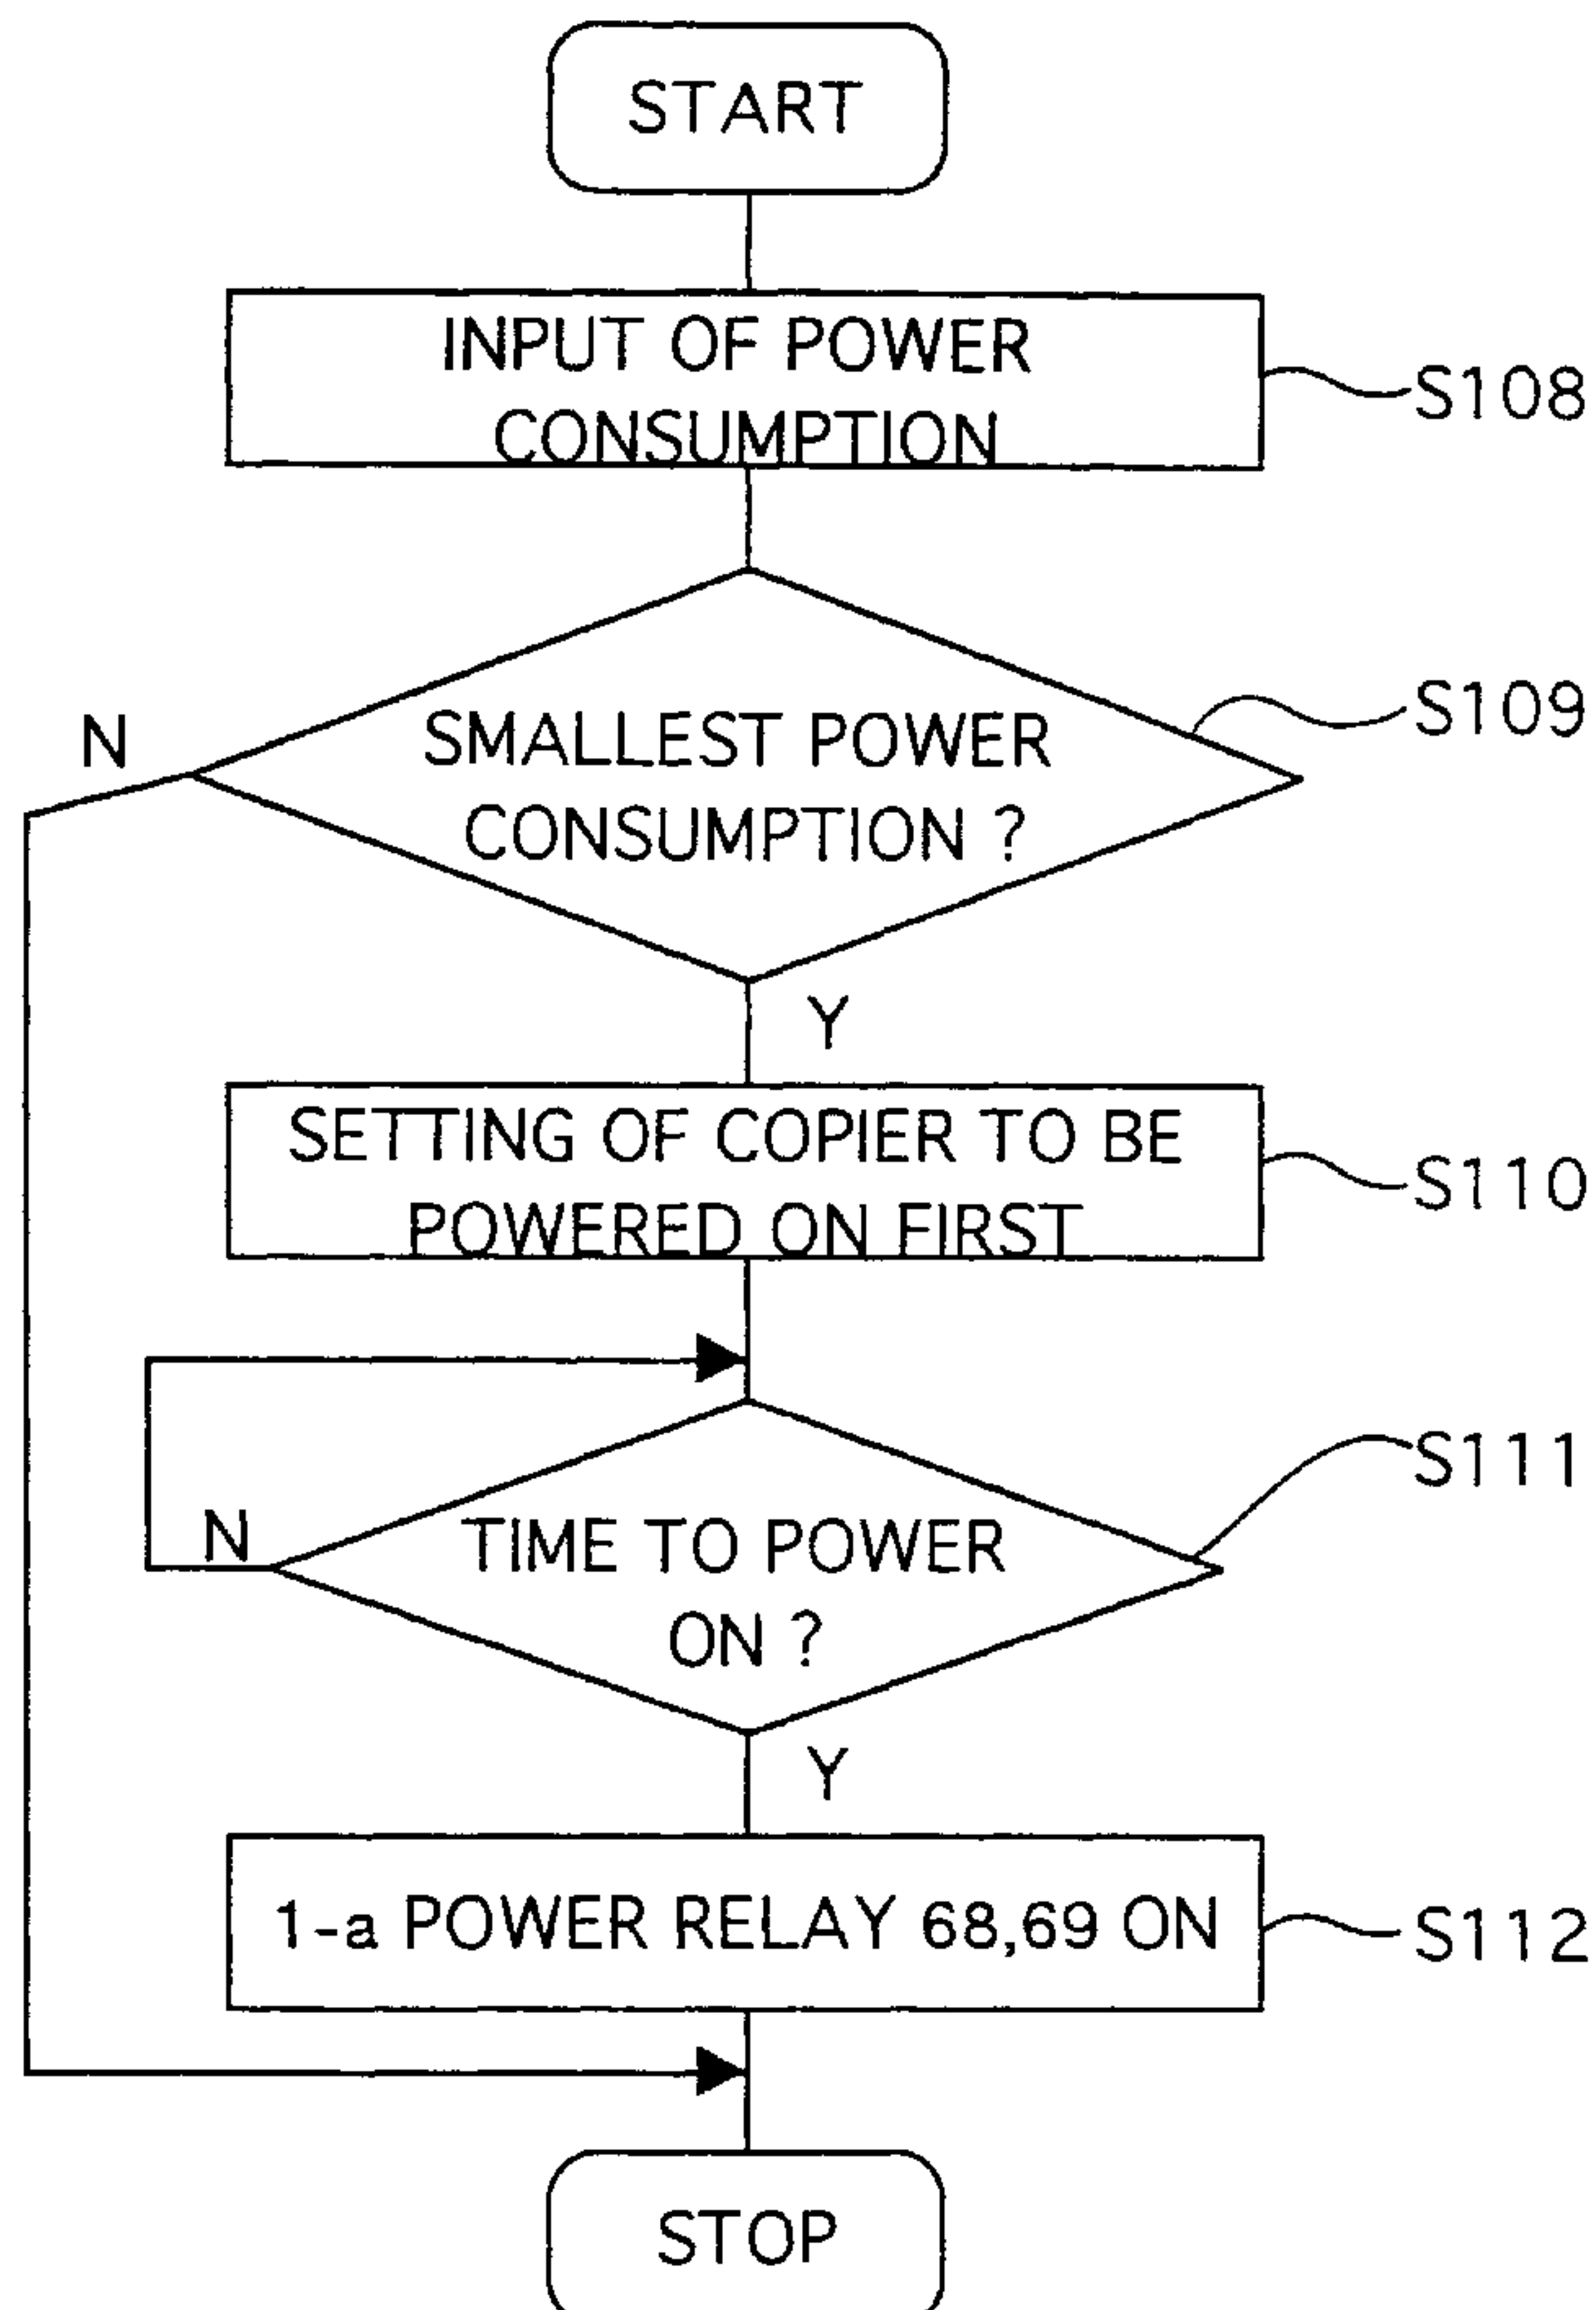 START
INPUT OF POWER
CONSUMPTION
S108
S109
N
SMALLEST POWER
CONSUMPTION ?
Y
SETTING OF COPIER TO BE
POWERED ON FIRST
S110
S111
N
TIME TO POWER
ON ?
Y
1-a POWER RELAY 68,69 ON
S112
STOP